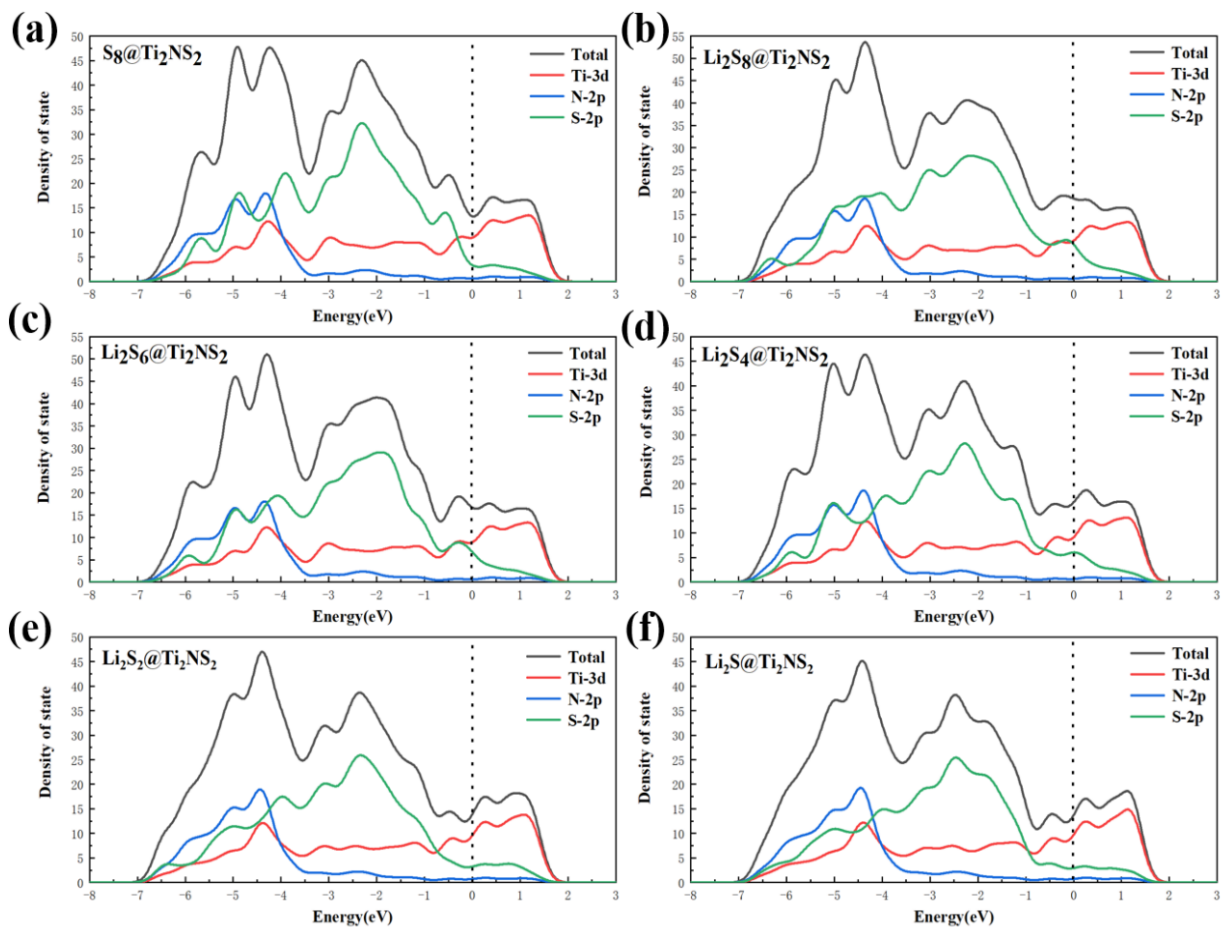 (a)
S₈@Ti₂NS₂
Total
Ti-3d
N-2p
S-2p
Density of state
50
45
40
35
30
25
20
15
10
5
0
-8 -7 -6 -5 -4 -3 -2 -1 0 1 2 3
Energy(eV)
(b)
Li₂S₈@Ti₂NS₂
Total
Ti-3d
N-2p
S-2p
Density of state
55
50
45
40
35
30
25
20
15
10
5
0
-8 -7 -6 -5 -4 -3 -2 -1 0 1 2 3
Energy(eV)
(c)
Li₂S₆@Ti₂NS₂
Total
Ti-3d
N-2p
S-2p
Density of state
55
50
45
40
35
30
25
20
15
10
5
0
-8 -7 -6 -5 -4 -3 -2 -1 0 1 2 3
Energy(eV)
(d)
Li₂S₄@Ti₂NS₂
Total
Ti-3d
N-2p
S-2p
Density of state
50
45
40
35
30
25
20
15
10
5
0
-8 -7 -6 -5 -4 -3 -2 -1 0 1 2 3
Energy(eV)
(e)
Li₂S₂@Ti₂NS₂
Total
Ti-3d
N-2p
S-2p
Density of state
50
45
40
35
30
25
20
15
10
5
0
-8 -7 -6 -5 -4 -3 -2 -1 0 1 2 3
Energy(eV)
(f)
Li₂S@Ti₂NS₂
Total
Ti-3d
N-2p
S-2p
Density of state
50
45
40
35
30
25
20
15
10
5
0
-8 -7 -6 -5 -4 -3 -2 -1 0 1 2 3
Energy(eV)